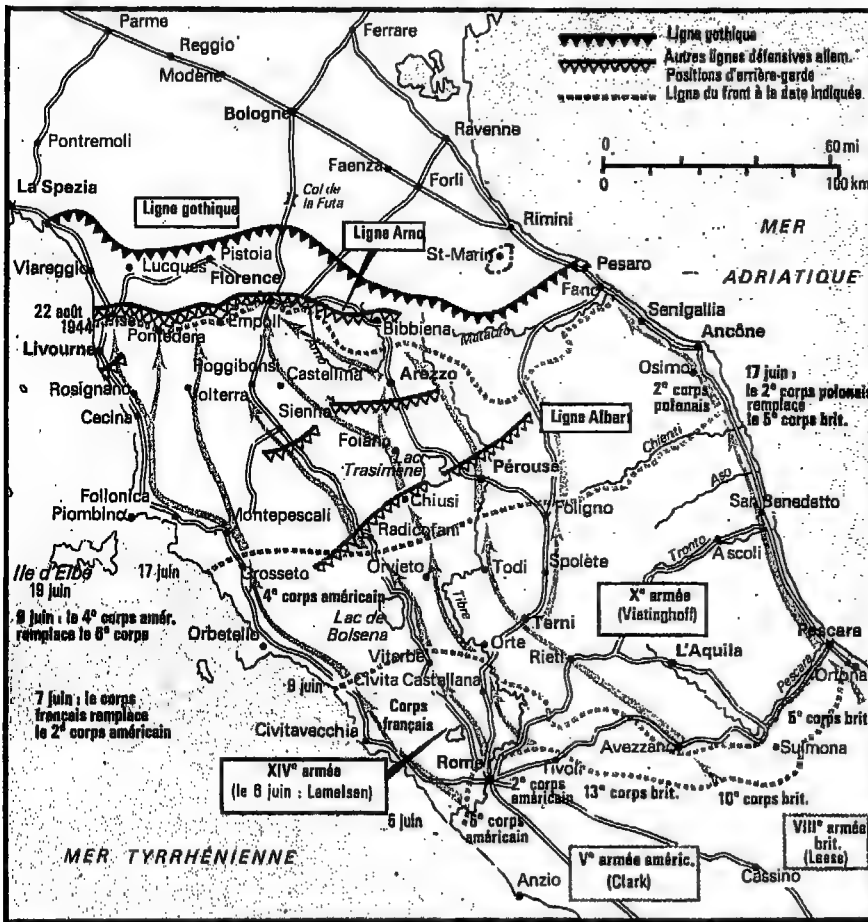 Parme
Ferrare
Reggio
Modène
Bologne
Ligne gothique
Autres lignes défensives allem.
Positions d'arrière-garde
Ligne du front à la date indiquée
0
60 mi
0
100 km
Pontremoli
Ravenne
Faenza
Forli
La Spezia
Col de
la Futa
Ligne gothique
Ligne Arno
Rimini
MER
ADRIATIQUE
St-Marin
Pistoia
Viareggio
Lucques
Florence
Pesaro
Fano
22 août
1944
Empoli
Pontedera
Bibbiena
Senigallia
Ancône
Livourne
Poggibonsi
Arno
Castellina
Arezzo
Osimo
2e corps
polonais
17 juin :
le 2e corps polonais
remplace
le 5e corps brit.
Rosignano
Volterra
Sienne
Cecina
Ligne Albert
Chienti
Foiano
Lac
Trasimène
Pérouse
Aso
Follonica
Chiusi
San Benedetto
Piombino
Montepescali
Radicofani
Foligno
Tronto
Ascoli
Ile d'Elbe
17 juin
19 juin
Grosseto
Orvieto
Todi
Spolète
4e corps américain
9 juin : le 4e corps amér.
remplace le 6e corps
Lac de
Bolsena
Tibre
Xe armée
(Vietinghoff)
Orbetello
Terni
Orte
Pescara
Viterbe
Rieti
L'Aquila
Pescara
Ortona
7 juin : le corps
français remplace
le 2e corps américain
9 juin
Civita Castellana
Corps
français
5e corps brit.
Civitavecchia
Avezzano
Sulmona
XIVe armée
(le 6 juin : Lemelsen)
Rome
Tivoli
2e corps
américain
13e corps brit.
10e corps brit.
6 juin
6e corps
américain
VIIIe armée
brit.
(Leese)
MER TYRRHÉNIENNE
Ve armée améric.
(Clark)
Cassino
Anzio